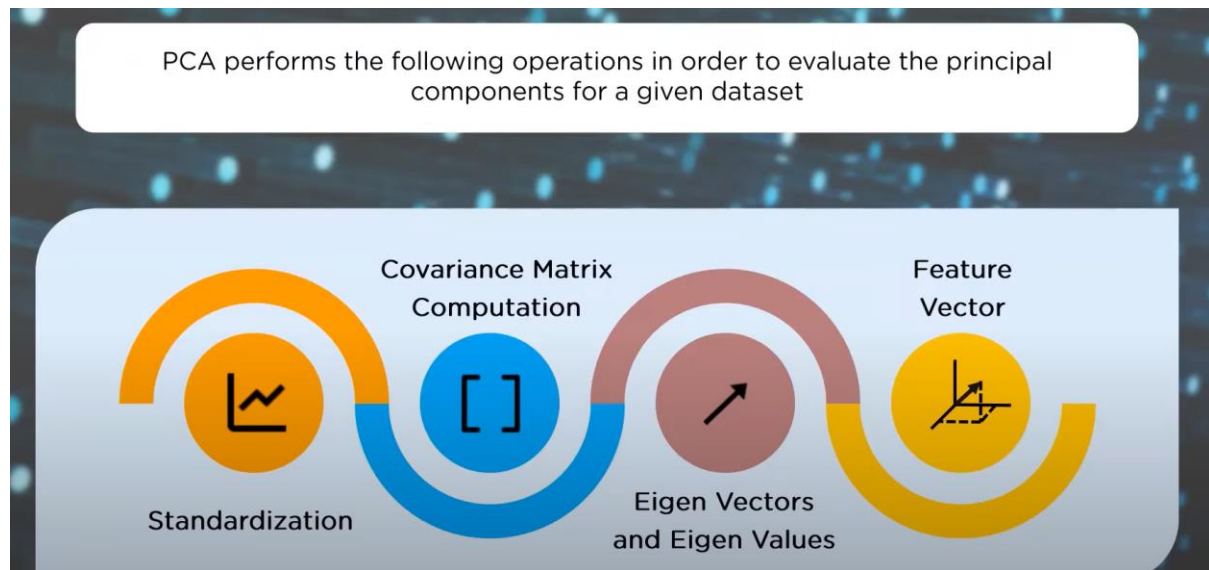 PCA performs the following operations in order to evaluate the principal
components for a given dataset
Covariance Matrix
Computation
Feature
Vector
Standardization
Eigen Vectors
and Eigen Values